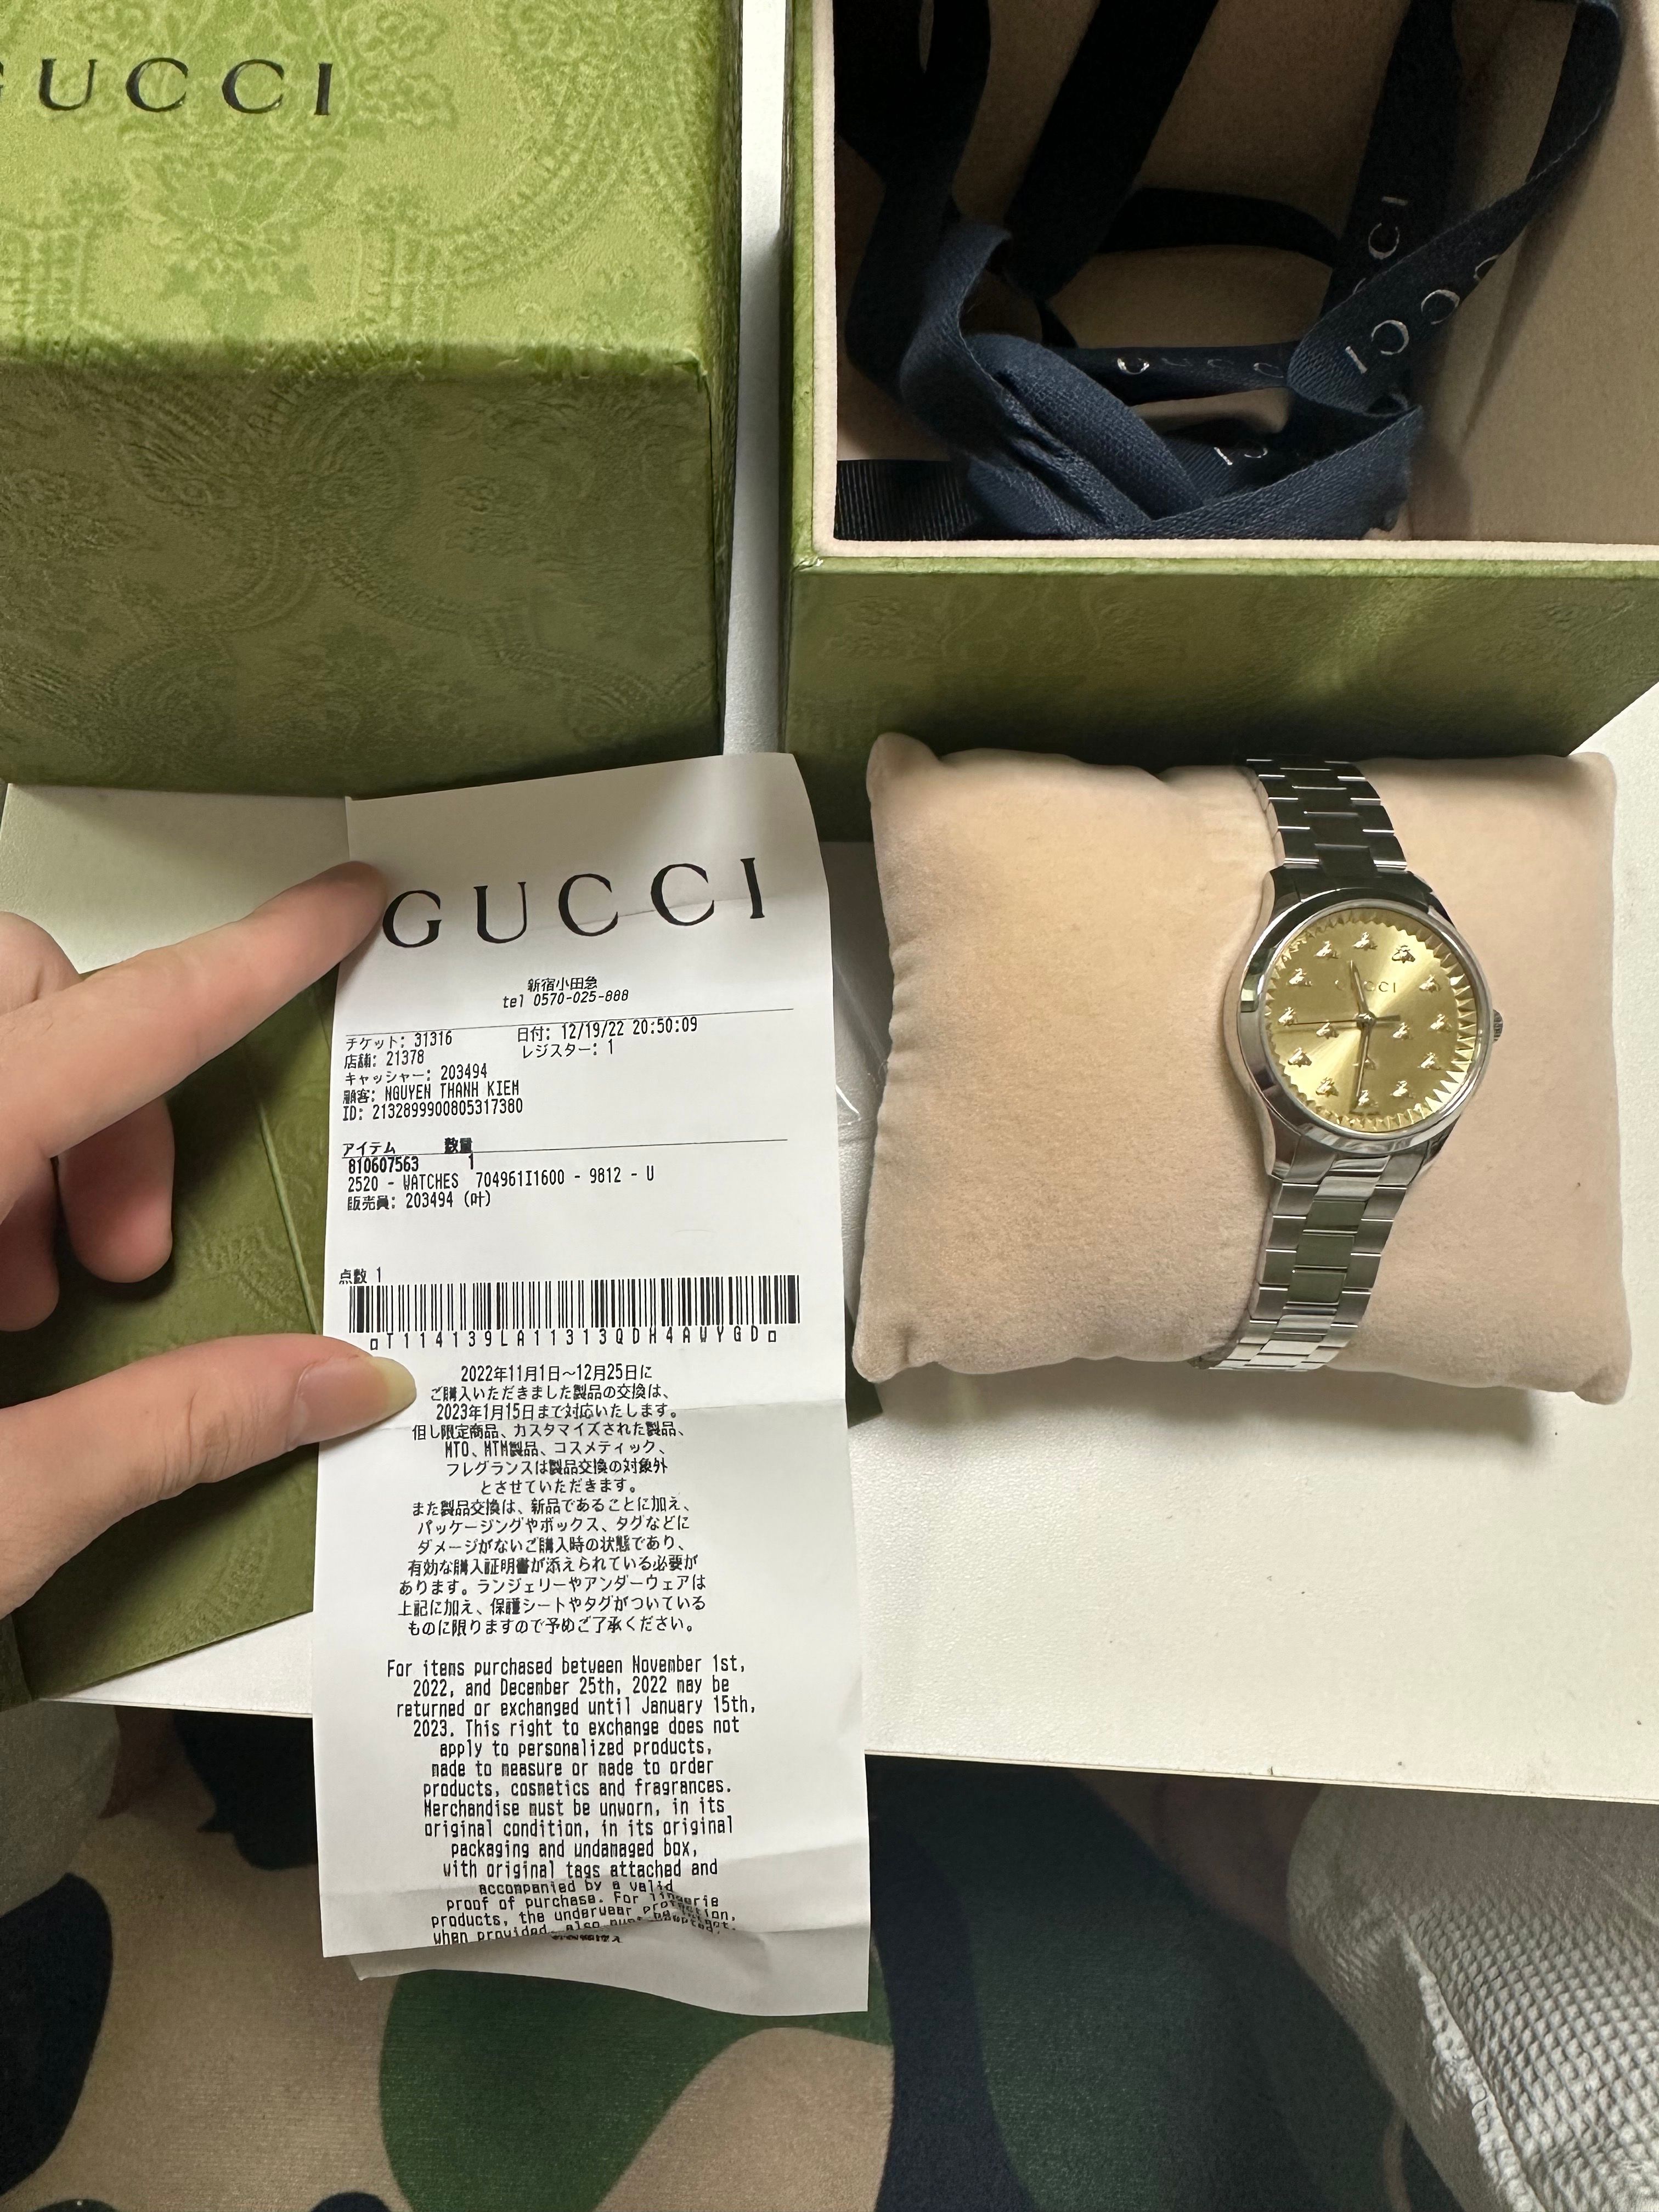 GUCCI
GUCCI
GUCCI
GUCCI
新宿小田急
tel 0570-025-888
チケット: 31316 日付: 12/19/22 20:50:09
店舗: 21378 レジスター: 1
キャッシャー: 203494
顧客: NGUYEN THANH KIEM
ID: 2132899900805317380
アイテム 数量
810607563 1
2520 - WATCHES 704961I1600 - 9812 - U
販売員: 203494 (叶)
点数 1
T114139LA11313QDH4AWYGD
2022年11月1日～12月25日に
ご購入いただきました製品の交換は、
2023年1月15日まで対応いたします。
但し限定商品、カスタマイズされた製品、
MTO、MTM製品、コスメティック、
フレグランスは製品交換の対象外
とさせていただきます。
また製品交換は、新品であることに加え、
パッケージングやボックス、タグなどに
ダメージがないご購入時の状態であり、
有効な購入証明書が添えられている必要が
あります。ランジェリーやアンダーウェアは
上記に加え、保護シートやタグがついている
ものに限りますので予めご了承ください。
For items purchased between November 1st,
2022, and December 25th, 2022 may be
returned or exchanged until January 15th,
2023. This right to exchange does not
apply to personalized products,
made to measure or made to order
products, cosmetics and fragrances.
Merchandise must be unworn, in its
original condition, in its original
packaging and undamaged box,
with original tags attached and
accompanied by a valid
proof of purchase. For lingerie
products, the underwear protection,
when provided, also must be intact.